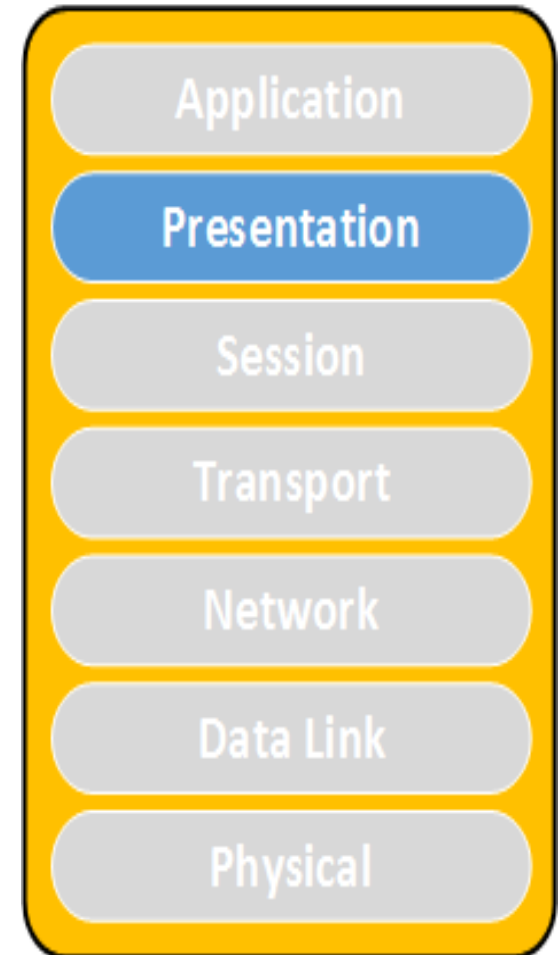 Application
Presentation
Session
Transport
Network
Data Link
Physical